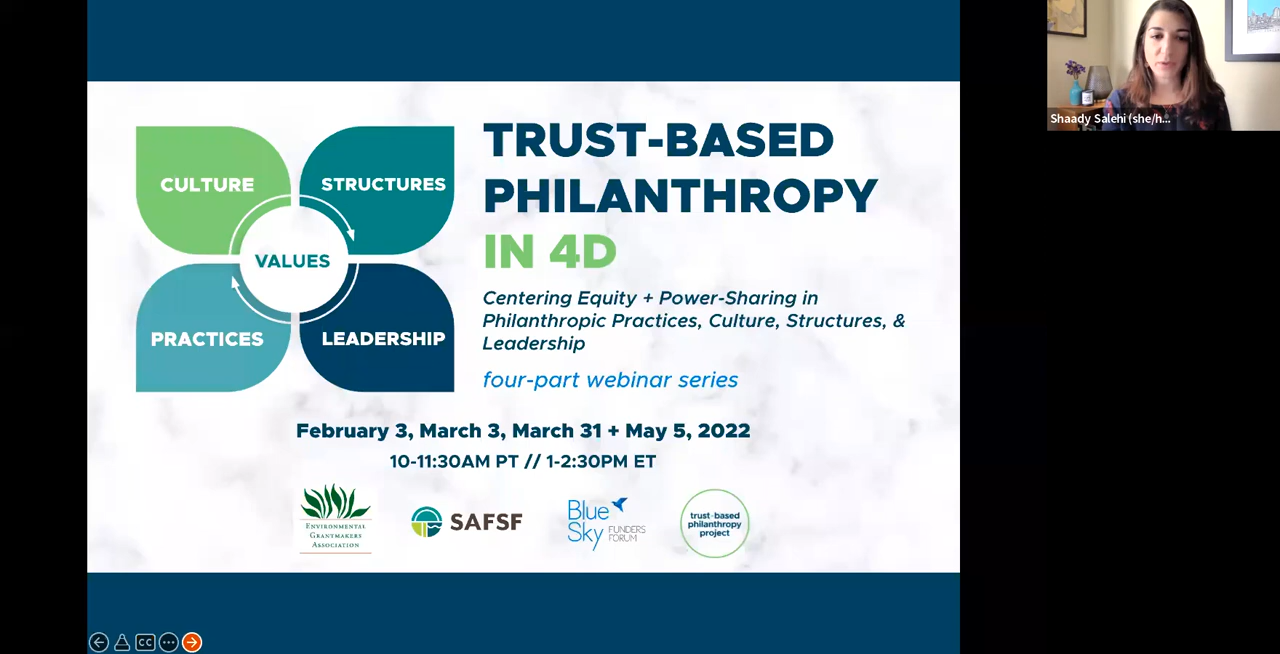 CULTURE
STRUCTURES
VALUES
PRACTICES
LEADERSHIP
TRUST-BASED
PHILANTHROPY
IN 4D
Centering Equity + Power-Sharing in
Philanthropic Practices, Culture, Structures, &
Leadership
four-part webinar series
February 3, March 3, March 31 + May 5, 2022
10-11:30AM PT // 1-2:30PM ET
ENVIRONMENTAL
GRANTMAKERS
ASSOCIATION
SAFSF
Blue
Sky
FUNDERS
FORUM
trust-based
philanthropy
project
CC
Shaady Salehi (she/h...